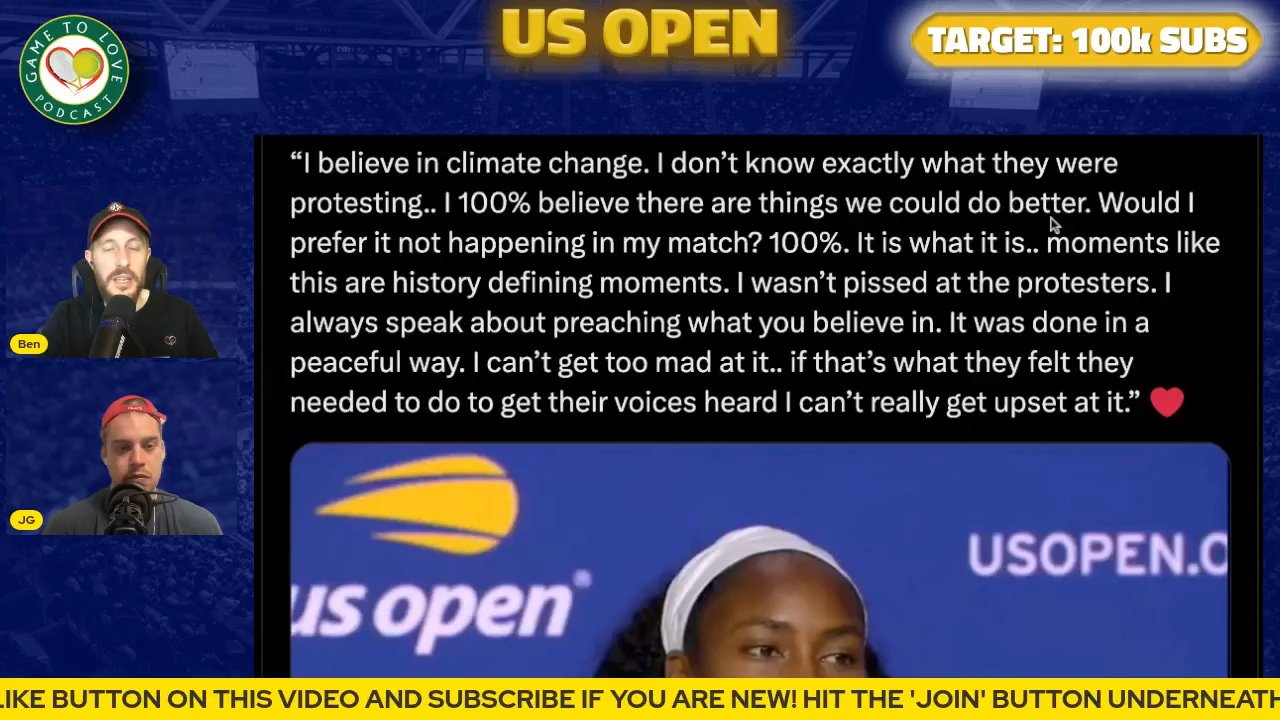 US OPEN
TARGET: 100k SUBS
GAME TO LOVE
PODCAST
“I believe in climate change. I don’t know exactly what they were
protesting.. I 100% believe there are things we could do better. Would I
prefer it not happening in my match? 100%. It is what it is.. moments like
this are history defining moments. I wasn’t pissed at the protesters. I
always speak about preaching what you believe in. It was done in a
peaceful way. I can’t get too mad at it.. if that’s what they felt they
needed to do to get their voices heard I can’t really get upset at it.” ❤️
Ben
JG
us open®
USOPEN.O
LIKE BUTTON ON THIS VIDEO AND SUBSCRIBE IF YOU ARE NEW! HIT THE 'JOIN' BUTTON UNDERNEATH